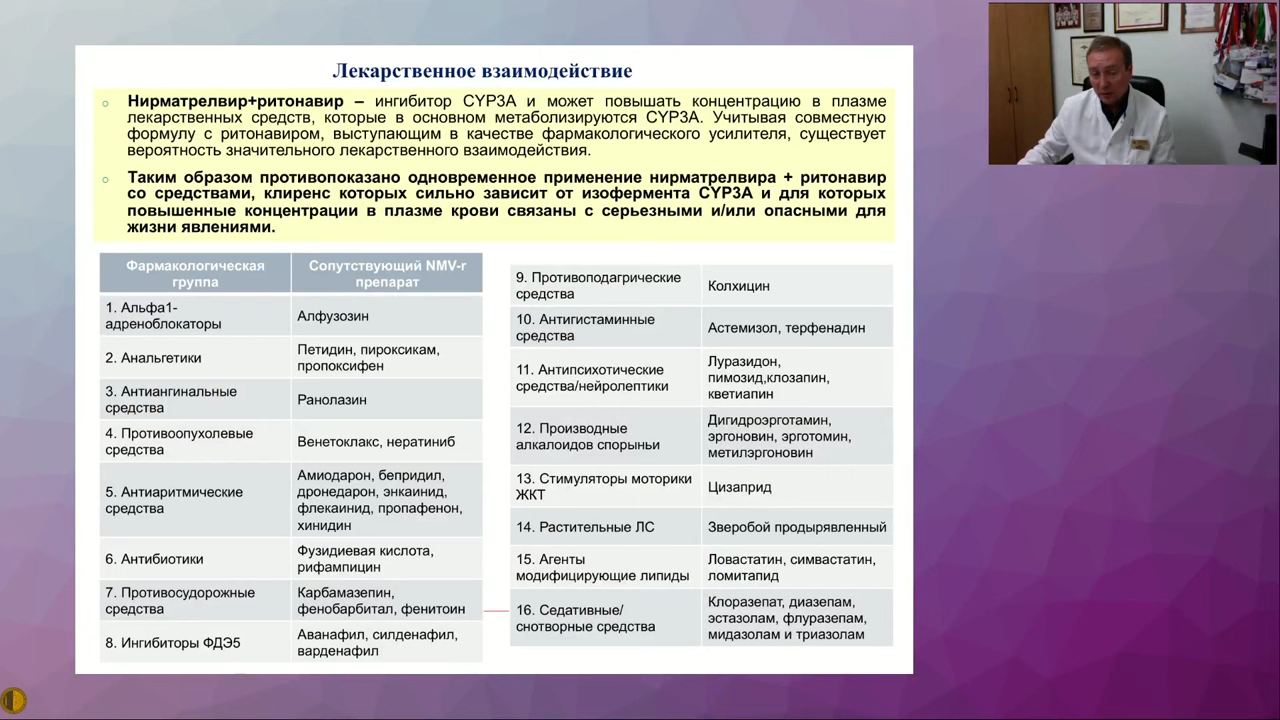 Лекарственное взаимодействие
Нирматрелвир+ритонавир – ингибитор CYP3A и может повышать концентрацию в плазме
лекарственных средств, которые в основном метаболизируются CYP3A. Учитывая совместную
формулу с ритонавиром, выступающим в качестве фармакологического усилителя, существует
вероятность значительного лекарственного взаимодействия.
Таким образом противопоказано одновременное применение нирматрелвира + ритонавир
со средствами, клиренс которых сильно зависит от изофермента CYP3A и для которых
повышенные концентрации в плазме крови связаны с серьезными и/или опасными для
жизни явлениями.
Фармакологическая
группа
Сопутствующий NMV-r
препарат
1. Альфа1-
адреноблокаторы
Алфузозин
2. Анальгетики
Петидин, пироксикам,
пропоксифен
3. Антиангинальные
средства
Ранолазин
4. Противоопухолевые
средства
Венетоклакс, нератиниб
5. Антиаритмические
средства
Амиодарон, бепридил,
дронедарон, энкаинид,
флекаинид, пропафенон,
хинидин
6. Антибиотики
Фузидиевая кислота,
рифампицин
7. Противосудорожные
средства
Карбамазепин,
фенобарбитал, фенитоин
8. Ингибиторы ФДЭ5
Аванафил, силденафил,
варденафил
9. Противоподагрические
средства
Колхицин
10. Антигистаминные
средства
Астемизол, терфенадин
11. Антипсихотические
средства/нейролептики
Луразидон,
пимозид,клозапин,
кветиапин
12. Производные
алкалоидов спорыньи
Дигидроэрготамин,
эргоновин, эрготомин,
метилэргоновин
13. Стимуляторы моторики
ЖКТ
Цизаприд
14. Растительные ЛС
Зверобой продырявленный
15. Агенты
модифицирующие липиды
Ловастатин, симвастатин,
ломитапид
16. Седативные/
снотворные средства
Клоразепат, диазепам,
эстазолам, флуразепам,
мидазолам и триазолам